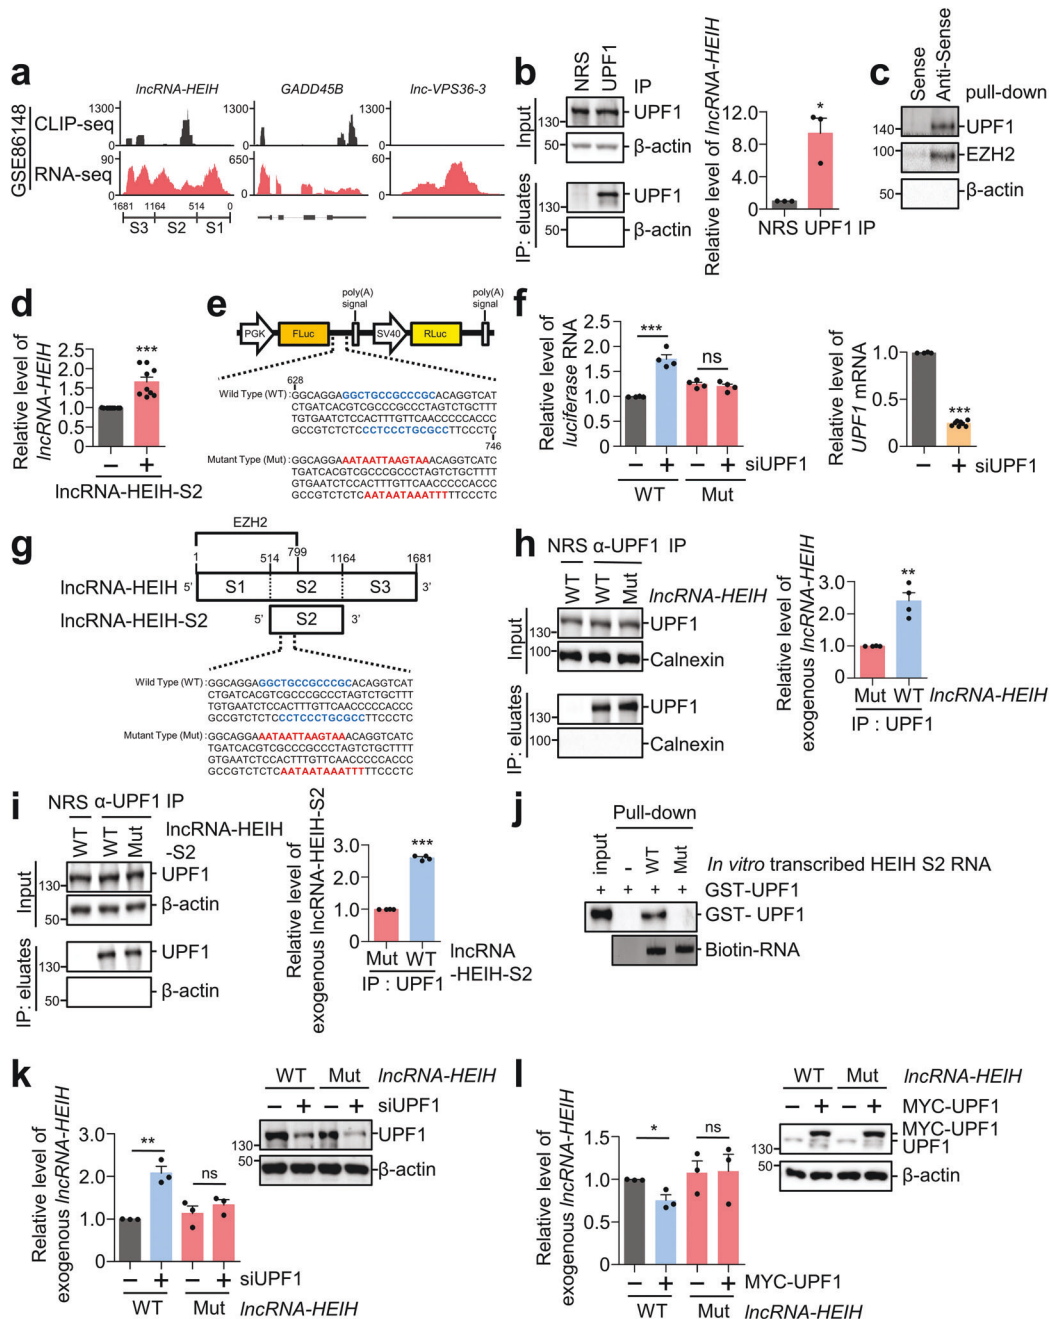 a
lncRNA-HEIH
GADD45B
lnc-VPS36-3
GSE86148
CLIP-seq
RNA-seq
1300
0
1300
0
1300
0
90
0
650
0
60
0
1681 1164 514 0
S3 S2 S1
b
NRS
UPF1
IP
Input
130
UPF1
50
β-actin
IP: eluates
130
UPF1
50
β-actin
Relative level of lncRNA-HEIH
12.0
8.0
4.0
0
*
NRS UPF1 IP
c
Sense
Anti-Sense
pull-down
140
UPF1
100
EZH2
50
β-actin
d
Relative level of
lncRNA-HEIH
2.5
2.0
1.5
1.0
0.5
0
***
− +
lncRNA-HEIH-S2
e
poly(A)
signal
poly(A)
signal
PGK
FLuc
SV40
RLuc
628
Wild Type (WT) :GGCAGGAGGCTGCCGCCCGCACAGGTCAT
CTGATCACGTCGCCCGCCCTAGTCTGCTTT
TGTGAATCTCCACTTTGTTCAACCCCCACC
GCCGTCTCTCCCTCCCTGCGCCTTCCCTC
746
Mutant Type (Mut) :GGCAGGAAATAATTAAGTAAACAGGTCATC
TGATCACGTCGCCCGCCCTAGTCTGCTTTT
GTGAATCTCCACTTTGTTCAACCCCCACC
GCCGTCTCTCAATAATAAATTTTTCCCTC
f
Relative level of
luciferase RNA
2.5
2.0
1.5
1.0
0.5
0
***
ns
− + − + siUPF1
WT Mut
Relative level of
UPF1 mRNA
1.0
0.5
0
***
− + siUPF1
g
EZH2
1 514 799 1164 1681
lncRNA-HEIH 5' S1 S2 S3 3'
lncRNA-HEIH-S2 5' S2 3'
Wild Type (WT) :GGCAGGAGGCTGCCGCCCGCACAGGTCAT
CTGATCACGTCGCCCGCCCTAGTCTGCTTT
TGTGAATCTCCACTTTGTTCAACCCCCACC
GCCGTCTCTCCCTCCCTGCGCCTTCCCTC
Mutant Type (Mut) :GGCAGGAAATAATTAAGTAAACAGGTCATC
TGATCACGTCGCCCGCCCTAGTCTGCTTTT
GTGAATCTCCACTTTGTTCAACCCCCACC
GCCGTCTCTCAATAATAAATTTTTCCCTC
h
NRS α-UPF1 IP
WT
WT
Mut
lncRNA-HEIH
Input
130
UPF1
100
Calnexin
IP: eluates
130
UPF1
100
Calnexin
Relative level of
exogenous lncRNA-HEIH
3.0
2.0
1.0
0
**
Mut WT lncRNA-HEIH
IP : UPF1
i
NRS α-UPF1 IP
WT
WT
Mut
lncRNA-HEIH
-S2
Input
130
UPF1
50
β-actin
IP: eluates
130
UPF1
50
β-actin
Relative level of
exogenous lncRNA-HEIH-S2
3.0
2.0
1.0
0
***
Mut WT lncRNA
-HEIH-S2
IP : UPF1
j
Pull-down
input
-
WT
Mut
In vitro transcribed HEIH S2 RNA
+ + + + GST-UPF1
GST- UPF1
Biotin-RNA
k
Relative level of
exogenous lncRNA-HEIH
3.0
2.0
1.0
0
**
ns
− + − + siUPF1
WT Mut lncRNA-HEIH
WT Mut lncRNA-HEIH
− + − + siUPF1
130
UPF1
50
β-actin
l
Relative level of
exogenous lncRNA-HEIH
1.5
1.0
0.5
0
*
ns
− + − + MYC-UPF1
WT Mut
lncRNA-HEIH
WT Mut lncRNA-HEIH
− + − + MYC-UPF1
MYC-UPF1
130
UPF1
50
β-actin